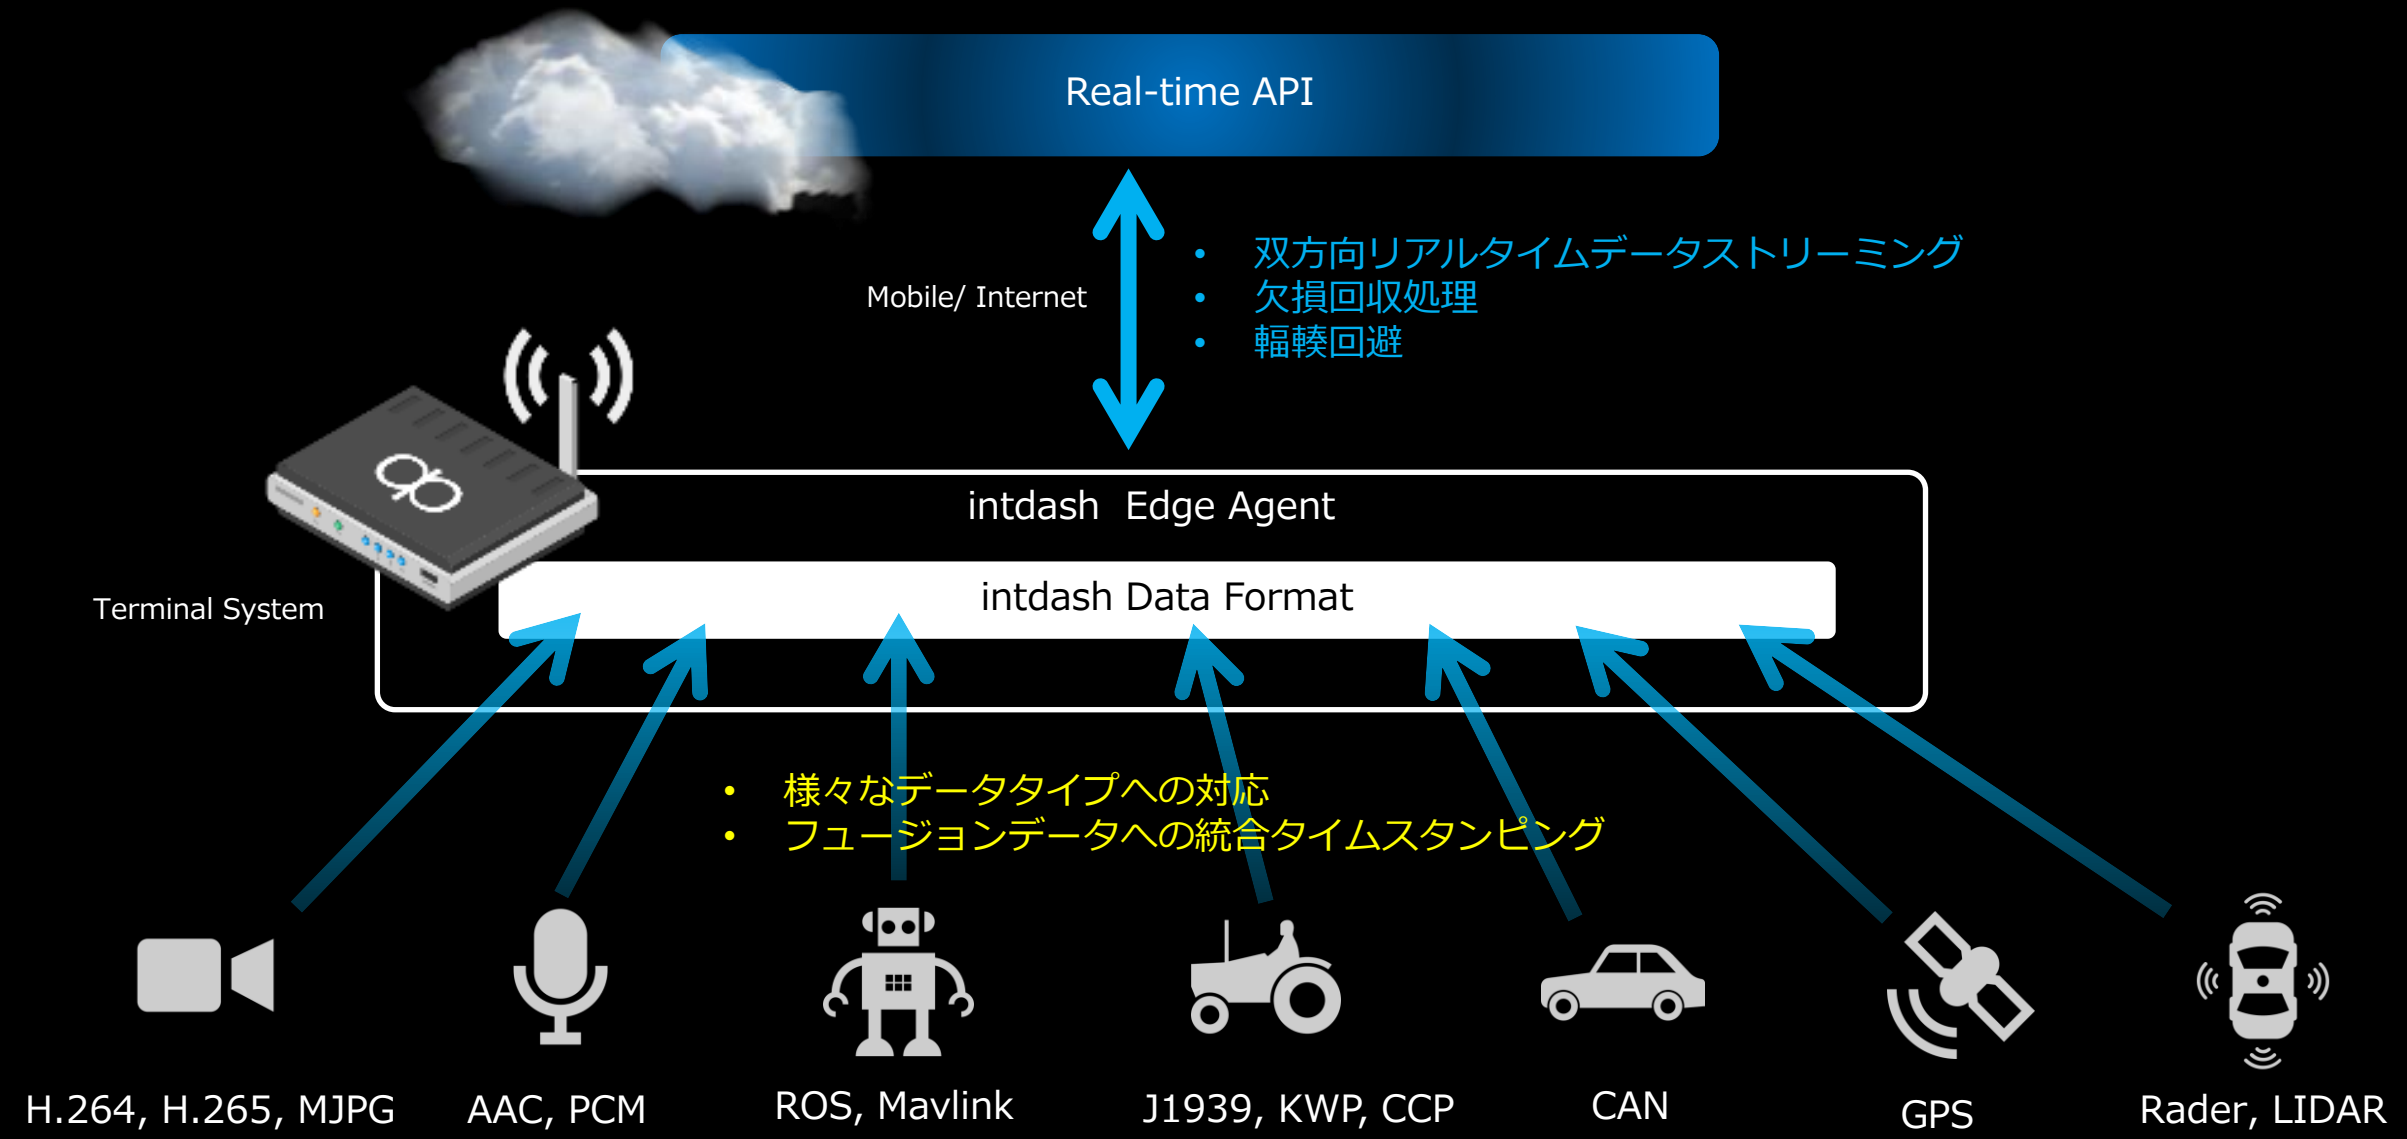 Real-time API
• 双方向リアルタイムデータストリーミング
Mobile/ Internet
• 欠損回収処理
• 輻輳回避
intdash Edge Agent
intdash Data Format
Terminal System
• 様々なデータタイプへの対応
• フュージョンデータへの統合タイムスタンピング
H.264, H.265, MJPG
AAC, PCM
ROS, Mavlink
J1939, KWP, CCP
CAN
GPS
Rader, LIDAR